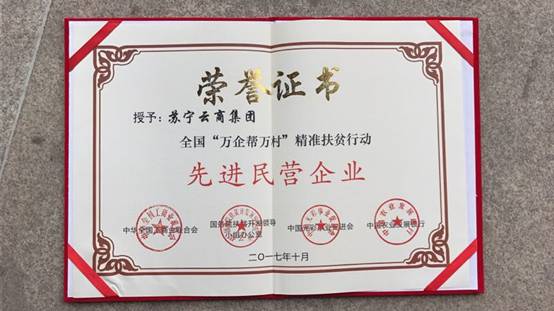 荣誉证书
授予：苏宁云商集团
全国“万企帮万村”精准扶贫行动
先进民营企业
中华全国工商业联合会 国务院扶贫开发领导小组办公室 中国光彩事业促进会 中国农业发展银行
二〇一七年十月